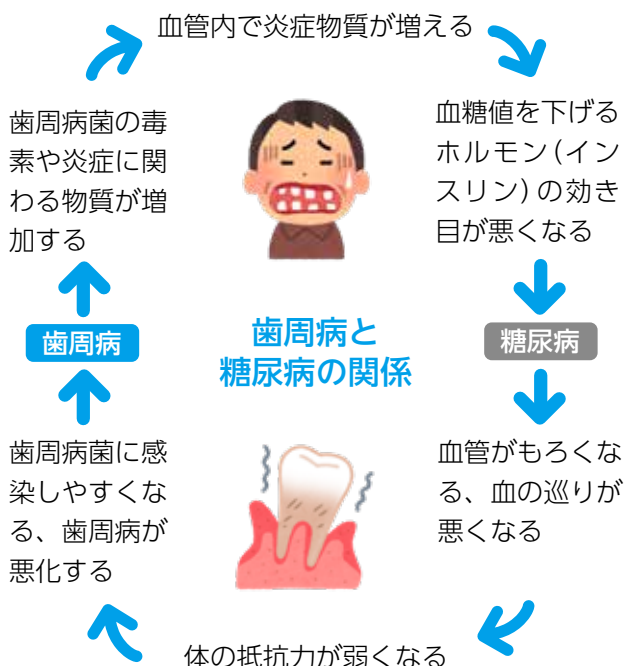 血管内で炎症物質が増える
血糖値を下げる
ホルモン(イン
スリン)の効き
目が悪くなる
糖尿病
血管がもろくな
る、血の巡りが
悪くなる
体の抵抗力が弱くなる
歯周病菌に感
染しやすくな
る、歯周病が
悪化する
歯周病
歯周病菌の毒
素や炎症に関
わる物質が増
加する
歯周病と
糖尿病の関係